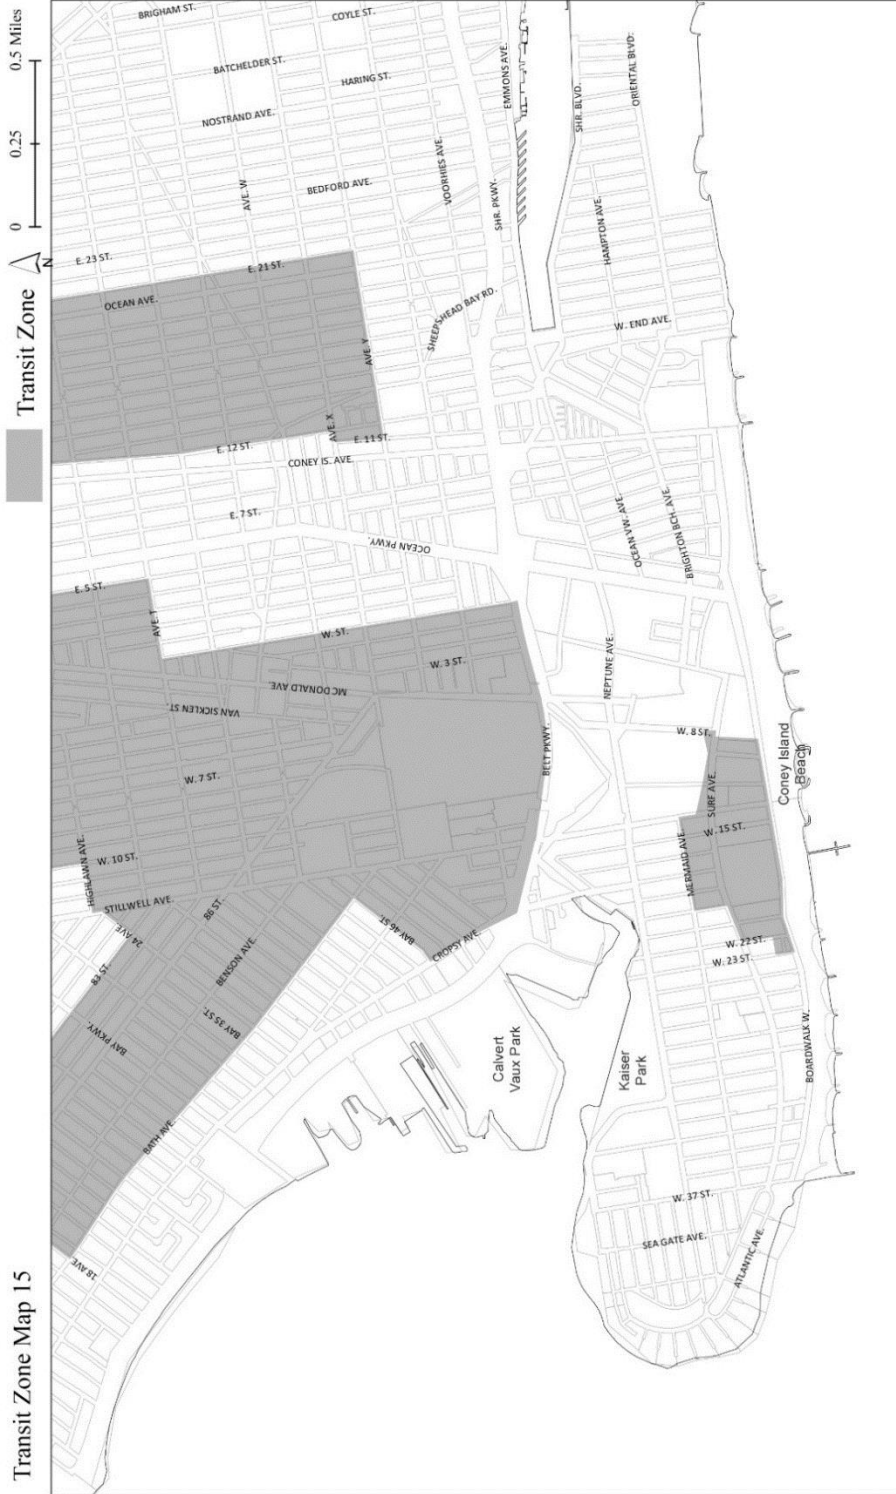 Transit Zone Map 15
Transit Zone
N
0
0.25
0.5 Miles
BRIGHAM ST.
COYLE ST.
BATCHELDER ST.
HARING ST.
NOSTRAND AVE.
AVE. W
BEDFORD AVE.
VOORHIES AVE.
EMMONS AVE.
SHR. PKWY.
SHR. BLVD.
ORIENTAL BLVD.
HAMPTON AVE.
E. 23 ST.
E. 21 ST.
OCEAN AVE.
SHEEPSHEAD BAY RD.
W. END AVE.
AVE. Y
AVE. X
E. 12 ST.
E. 11 ST.
CONEY IS. AVE.
E. 7 ST.
OCEAN PKWY.
OCEAN VW. AVE.
BRIGHTON BCH. AVE.
E. 5 ST.
AVE. T
W. ST.
W. 3 ST.
MCDONALD AVE.
VAN SICKLEN ST.
NEPTUNE AVE.
W. 7 ST.
BELT PKWY.
W. 8 ST.
SURF AVE.
W. 15 ST.
MERMAID AVE.
Coney Island
Beach
HIGHLAWN AVE.
W. 10 ST.
STILLWELL AVE.
24 AVE.
86 ST.
83 ST.
BENSON AVE.
BAY 46 ST.
CROPSY AVE.
W. 22 ST.
W. 23 ST.
BAY PKWY.
BAY 35 ST.
BATH AVE.
Calvert
Vaux Park
Kaiser
Park
BOARDWALK W.
W. 37 ST.
SEA GATE AVE.
ATLANTIC AVE.
18 AVE.